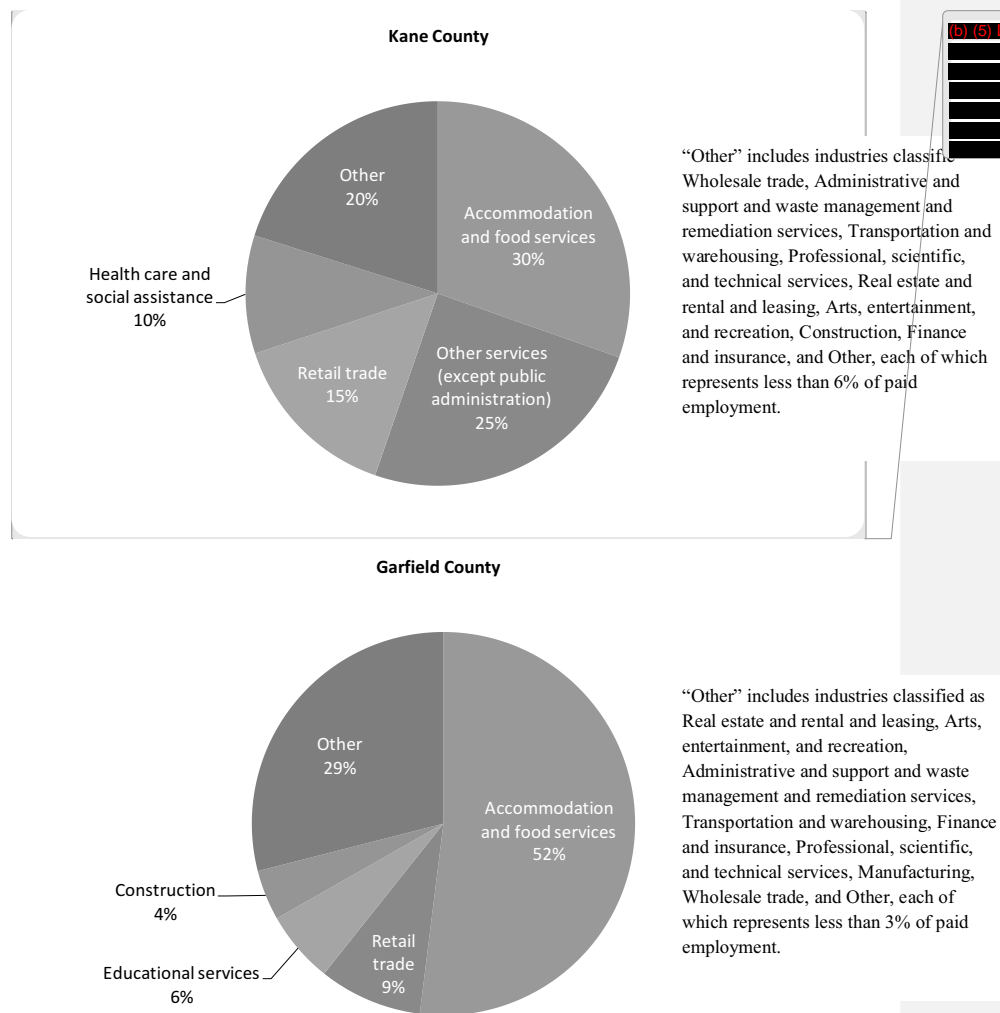 Kane County
(b) (5)
Other
20%
Accommodation
and food services
30%
Health care and
social assistance
10%
Retail trade
15%
Other services
(except public
administration)
25%
“Other” includes industries
Wholesale trade, Administrative and
support and waste management and
remediation services, Transportation and
warehousing, Professional, scientific,
and technical services, Real estate and
rental and leasing, Arts, entertainment,
and recreation, Construction, Finance
and insurance, and Other, each of which
represents less than 6% of paid
employment.
Garfield County
Other
29%
Accommodation
and food services
52%
Construction
4%
Educational services
6%
Retail
trade
9%
“Other” includes industries classified as
Real estate and rental and leasing, Arts,
entertainment, and recreation,
Administrative and support and waste
management and remediation services,
Transportation and warehousing, Finance
and insurance, Professional, scientific,
and technical services, Manufacturing,
Wholesale trade, and Other, each of
which represents less than 3% of paid
employment.